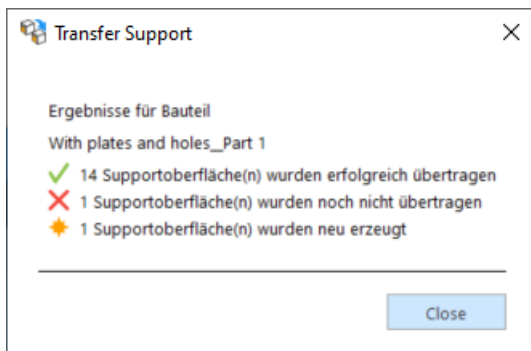 Transfer Support
Ergebnisse für Bauteil
With plates and holes__Part 1
14 Supportoberfläche(n) wurden erfolgreich übertragen
1 Supportoberfläche(n) wurden noch nicht übertragen
1 Supportoberfläche(n) wurden neu erzeugt
Close